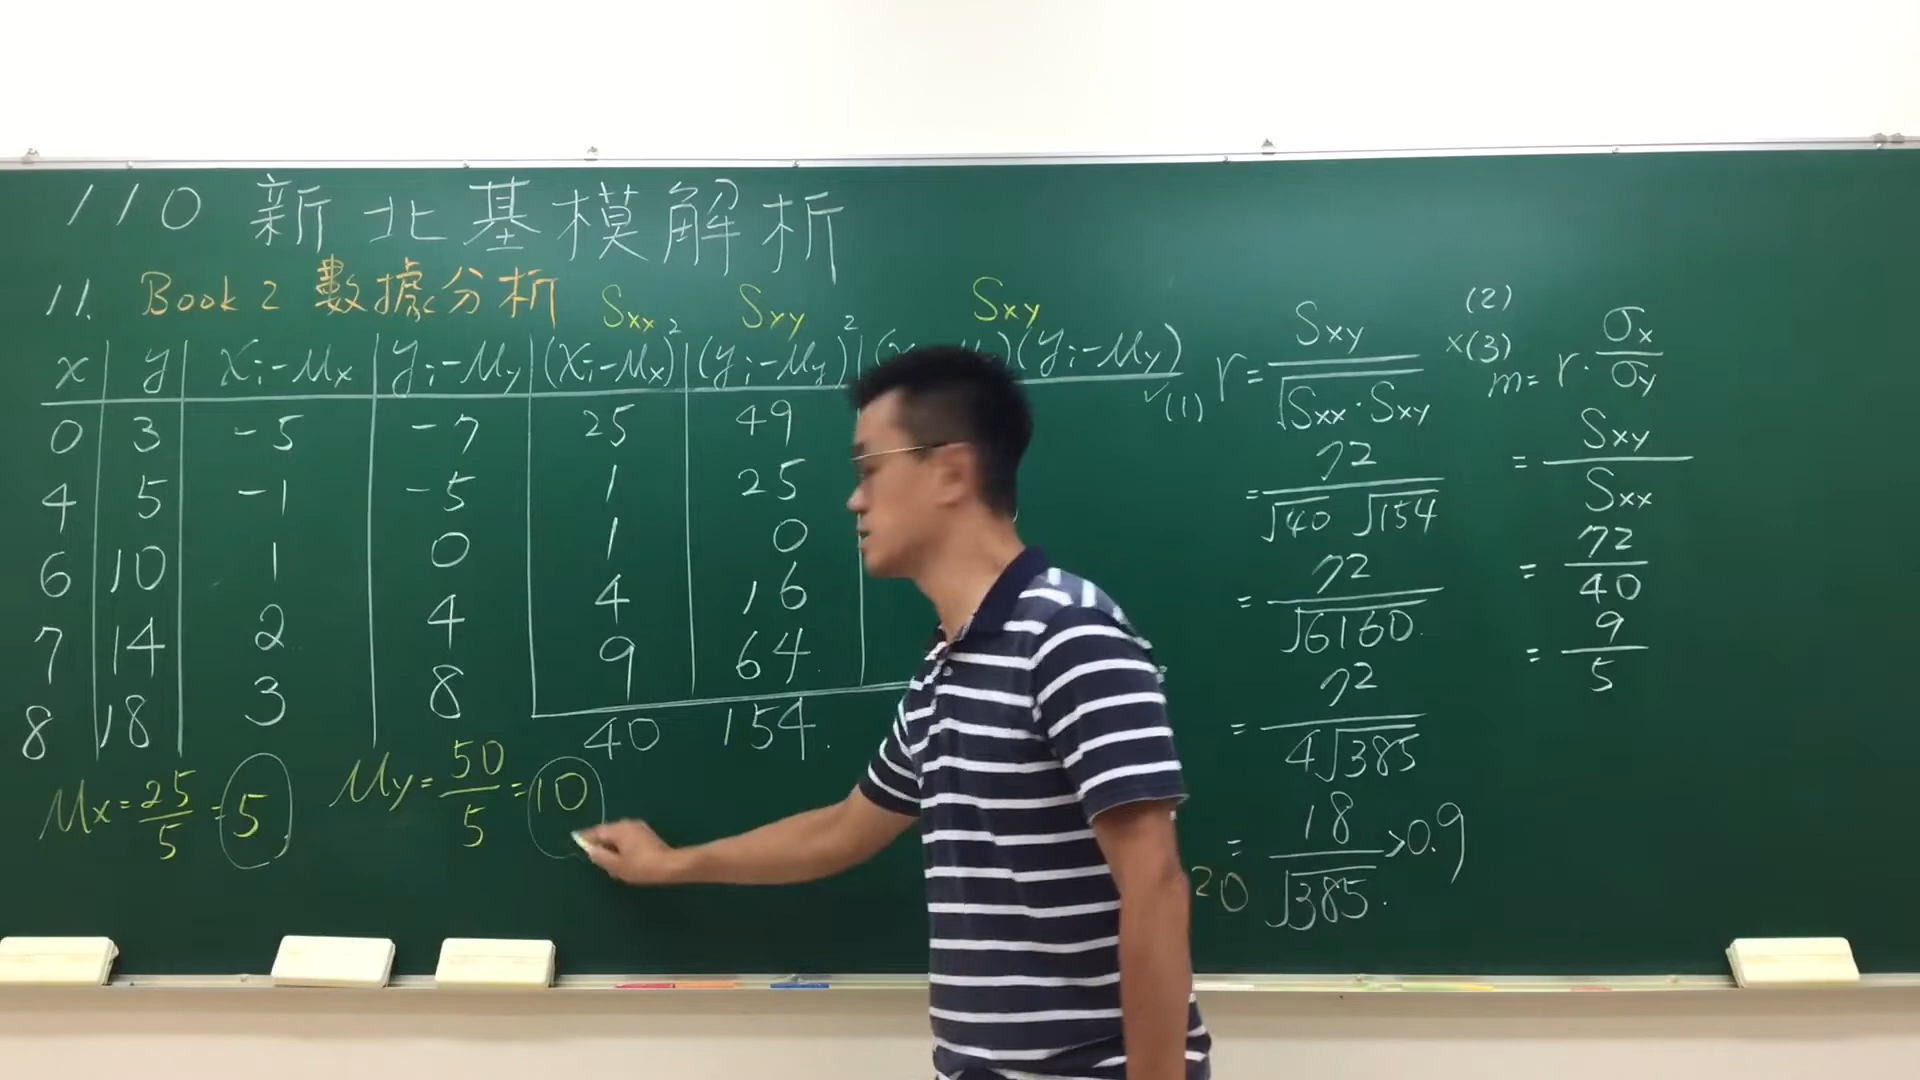 110 新北基模解析
11. Book 2 數據分析
Sxx Syy Sxy
x y xi-μx yi-μy (xi-μx)² (yi-μy)² (yi-μy)
0 3 -5 -7 25 49
4 5 -1 -5 1 25
6 10 1 0 1 0
7 14 2 4 4 16
8 18 3 8 9 64
40 154
μx=25/5=5 μy=50/5=10
✓(1) r=Sxy/√Sxx·Sxy
=72/√40 √154
=72/√6160
=72/4√385
=18/√385>0.9
20
(2)
×(3) m=r·σx/σy
=Sxy/Sxx
=72/40
=9/5